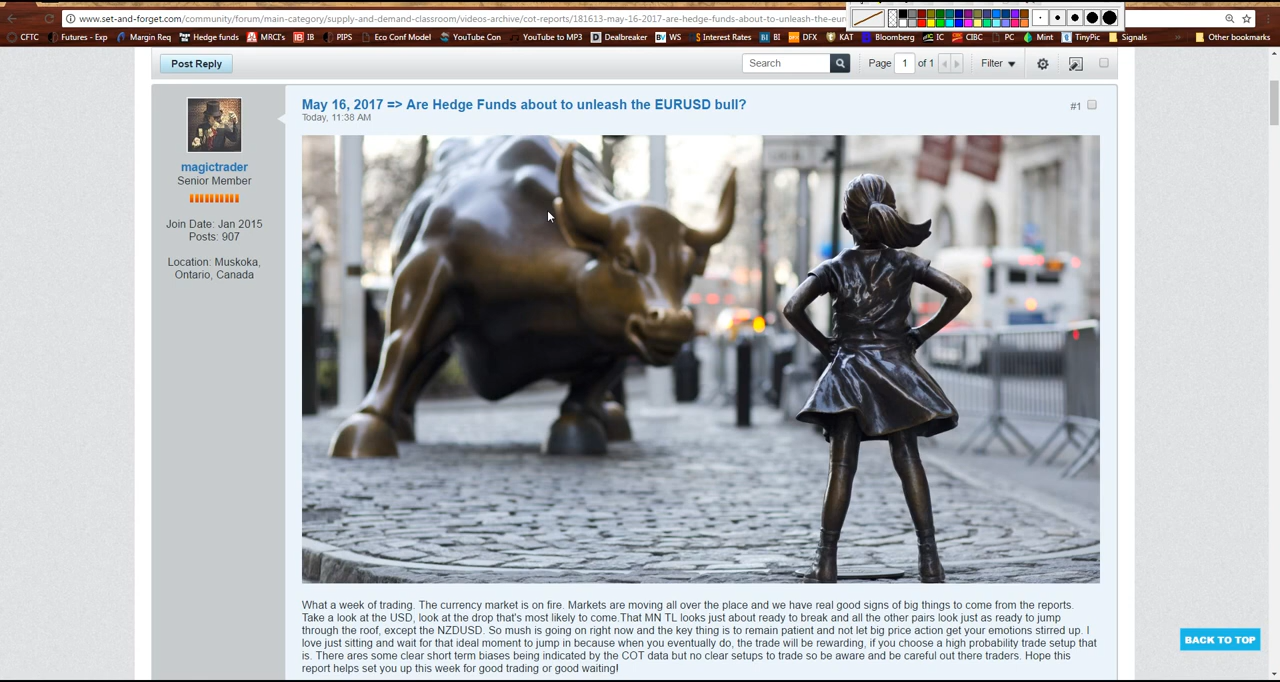 www.set-and-forget.com/community/forum/main-category/supply-and-demand-classroom/videos-archive/cot-reports/181613-may-16-2017-are-hedge-funds-about-to-unleash-the-eur
CFTC Futures - Exp Margin Req Hedge funds MRCI's IB PIPS Eco Conf Model YouTube Con YouTube to MP3 Dealbreaker WS Interest Rates BI DFX KAT Bloomberg IC CIBC PC Mint TinyPic Signals » Other bookmarks
Post Reply Search Page 1 of 1 Filter
May 16, 2017 => Are Hedge Funds about to unleash the EURUSD bull? #1
Today, 11:38 AM
magictrader
Senior Member
Join Date: Jan 2015
Posts: 907
Location: Muskoka,
Ontario, Canada
What a week of trading. The currency market is on fire. Markets are moving all over the place and we have real good signs of big things to come from the reports.
Take a look at the USD, look at the drop that's most likely to come.That MN TL looks just about ready to break and all the other pairs look just as ready to jump
through the roof, except the NZDUSD. So mush is going on right now and the key thing is to remain patient and not let big price action get your emotions stirred up. I
love just sitting and wait for that ideal moment to jump in because when you eventually do, the trade will be rewarding, if you choose a high probability trade setup that
is. There ares some clear short term biases being indicated by the COT data but no clear setups to trade so be aware and be careful out there traders. Hope this
report helps set you up this week for good trading or good waiting!
BACK TO TOP